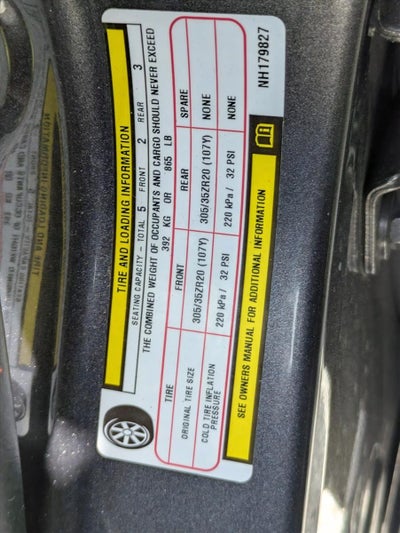 TIRE AND LOADING INFORMATION
SEATING CAPACITY - TOTAL 5 FRONT 2 REAR 3
THE COMBINED WEIGHT OF OCCUPANTS AND CARGO SHOULD NEVER EXCEED
392 KG OR 865 LB
TIRE FRONT REAR SPARE
ORIGINAL TIRE SIZE 305/35ZR20 (107Y) 305/35ZR20 (107Y) NONE
COLD TIRE INFLATION PRESSURE 220 kPa / 32 PSI 220 kPa / 32 PSI NONE
SEE OWNERS MANUAL FOR ADDITIONAL INFORMATION
NH179827